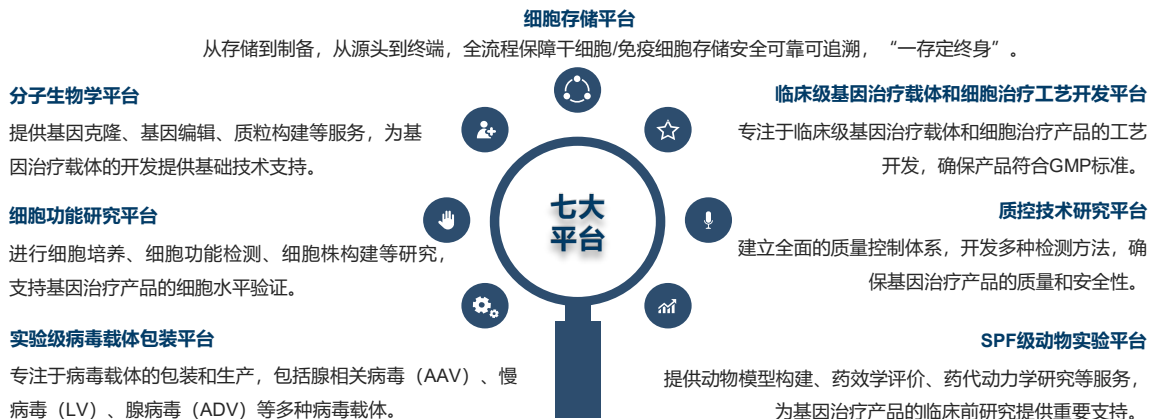 细胞存储平台
从存储到制备，从源头到终端，全流程保障干细胞/免疫细胞存储安全可靠可追溯，“一存定终身”。
分子生物学平台
提供基因克隆、基因编辑、质粒构建等服务，为基
因治疗载体的开发提供基础技术支持。
细胞功能研究平台
进行细胞培养、细胞功能检测、细胞株构建等研究，
支持基因治疗产品的细胞水平验证。
实验级病毒载体包装平台
专注于病毒载体的包装和生产，包括腺相关病毒（AAV）、慢
病毒（LV）、腺病毒（ADV）等多种病毒载体。
七大
平台
临床级基因治疗载体和细胞治疗工艺开发平台
专注于临床级基因治疗载体和细胞治疗产品的工艺
开发，确保产品符合GMP标准。
质控技术研究平台
建立全面的质量控制体系，开发多种检测方法，确
保基因治疗产品的质量和安全性。
SPF级动物实验平台
提供动物模型构建、药效学评价、药代动力学研究等服务，
为基因治疗产品的临床前研究提供重要支持。